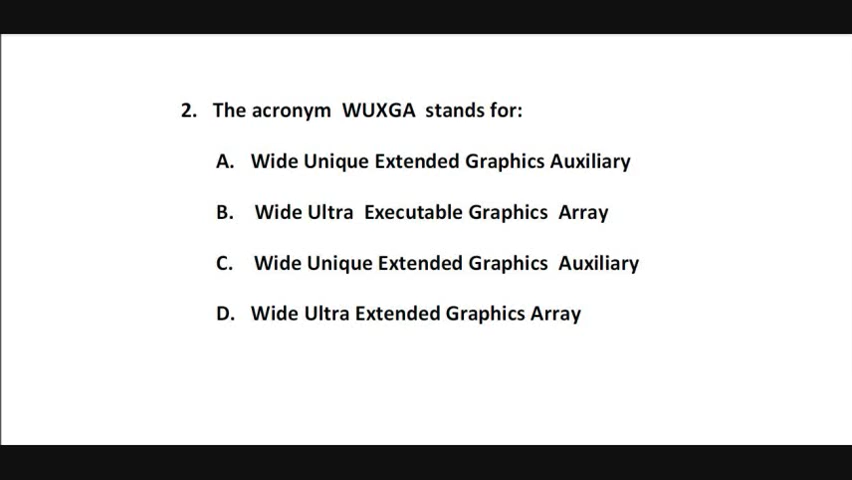 2. The acronym WUXGA stands for:
A. Wide Unique Extended Graphics Auxiliary
B. Wide Ultra Executable Graphics Array
C. Wide Unique Extended Graphics Auxiliary
D. Wide Ultra Extended Graphics Array